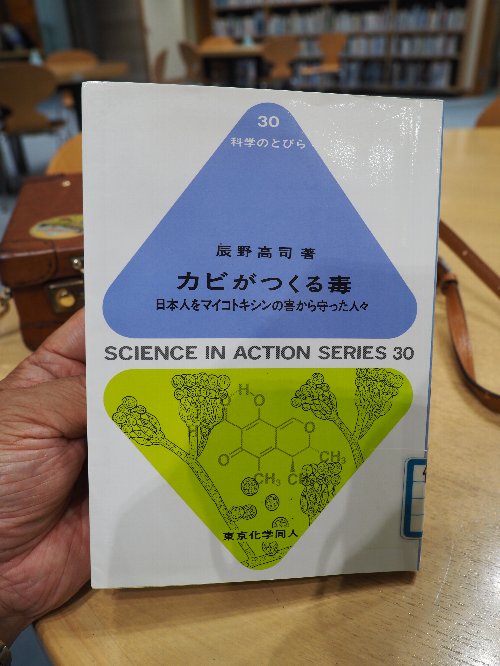 30
科学のとびら
辰野高司 著
カビがつくる毒
日本人をマイコトキシンの害から守った人々
SCIENCE IN ACTION SERIES 30
H
O
OH
O
O
CH₃
CH₃
CH₃
東京化学同人